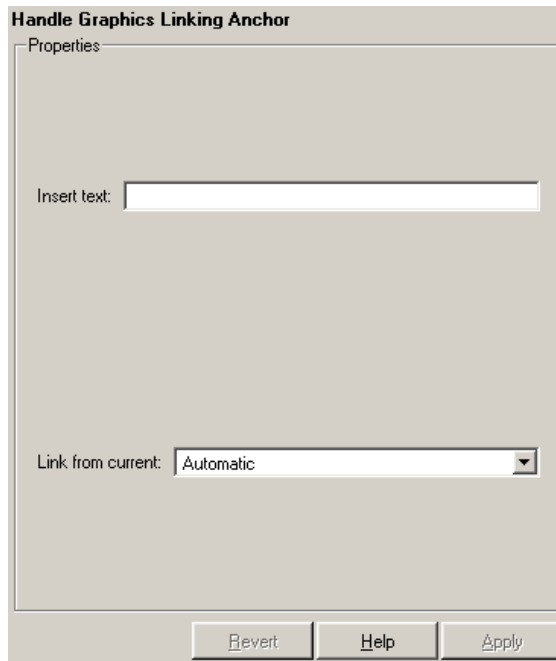 Handle Graphics Linking Anchor
Properties
Insert text:
Link from current: Automatic
Revert Help Apply